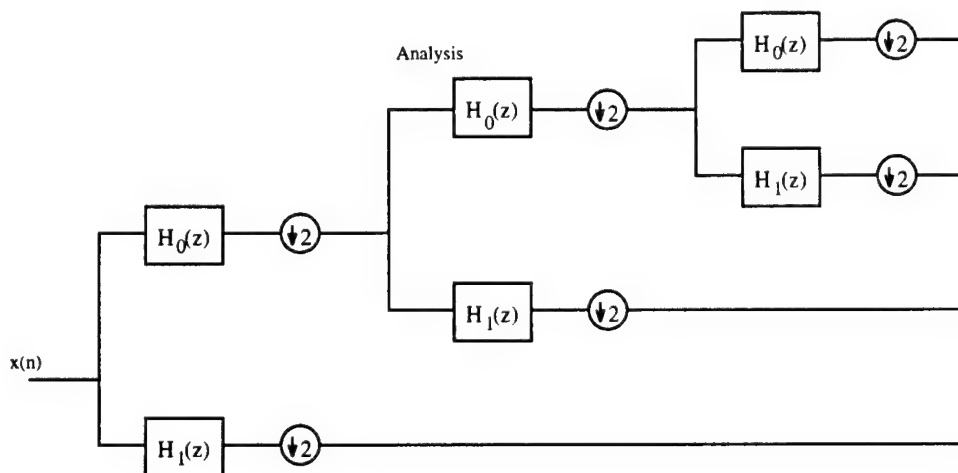 Analysis
H0(z)
↓2
H0(z)
↓2
H1(z)
↓2
H0(z)
↓2
H1(z)
↓2
x(n)
H1(z)
↓2